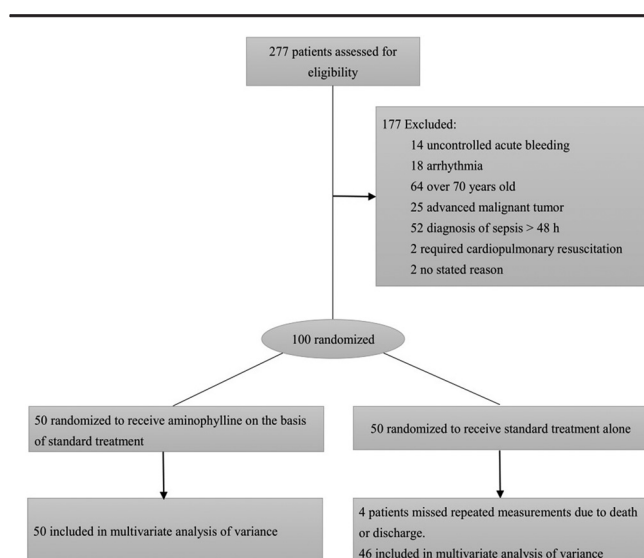 277 patients assessed for
eligibility
177 Excluded:
14 uncontrolled acute bleeding
18 arrhythmia
64 over 70 years old
25 advanced malignant tumor
52 diagnosis of sepsis > 48 h
2 required cardiopulmonary resuscitation
2 no stated reason
100 randomized
50 randomized to receive aminophylline on the basis
of standard treatment
50 randomized to receive standard treatment alone
50 included in multivariate analysis of variance
4 patients missed repeated measurements due to death
or discharge.
46 included in multivariate analysis of variance